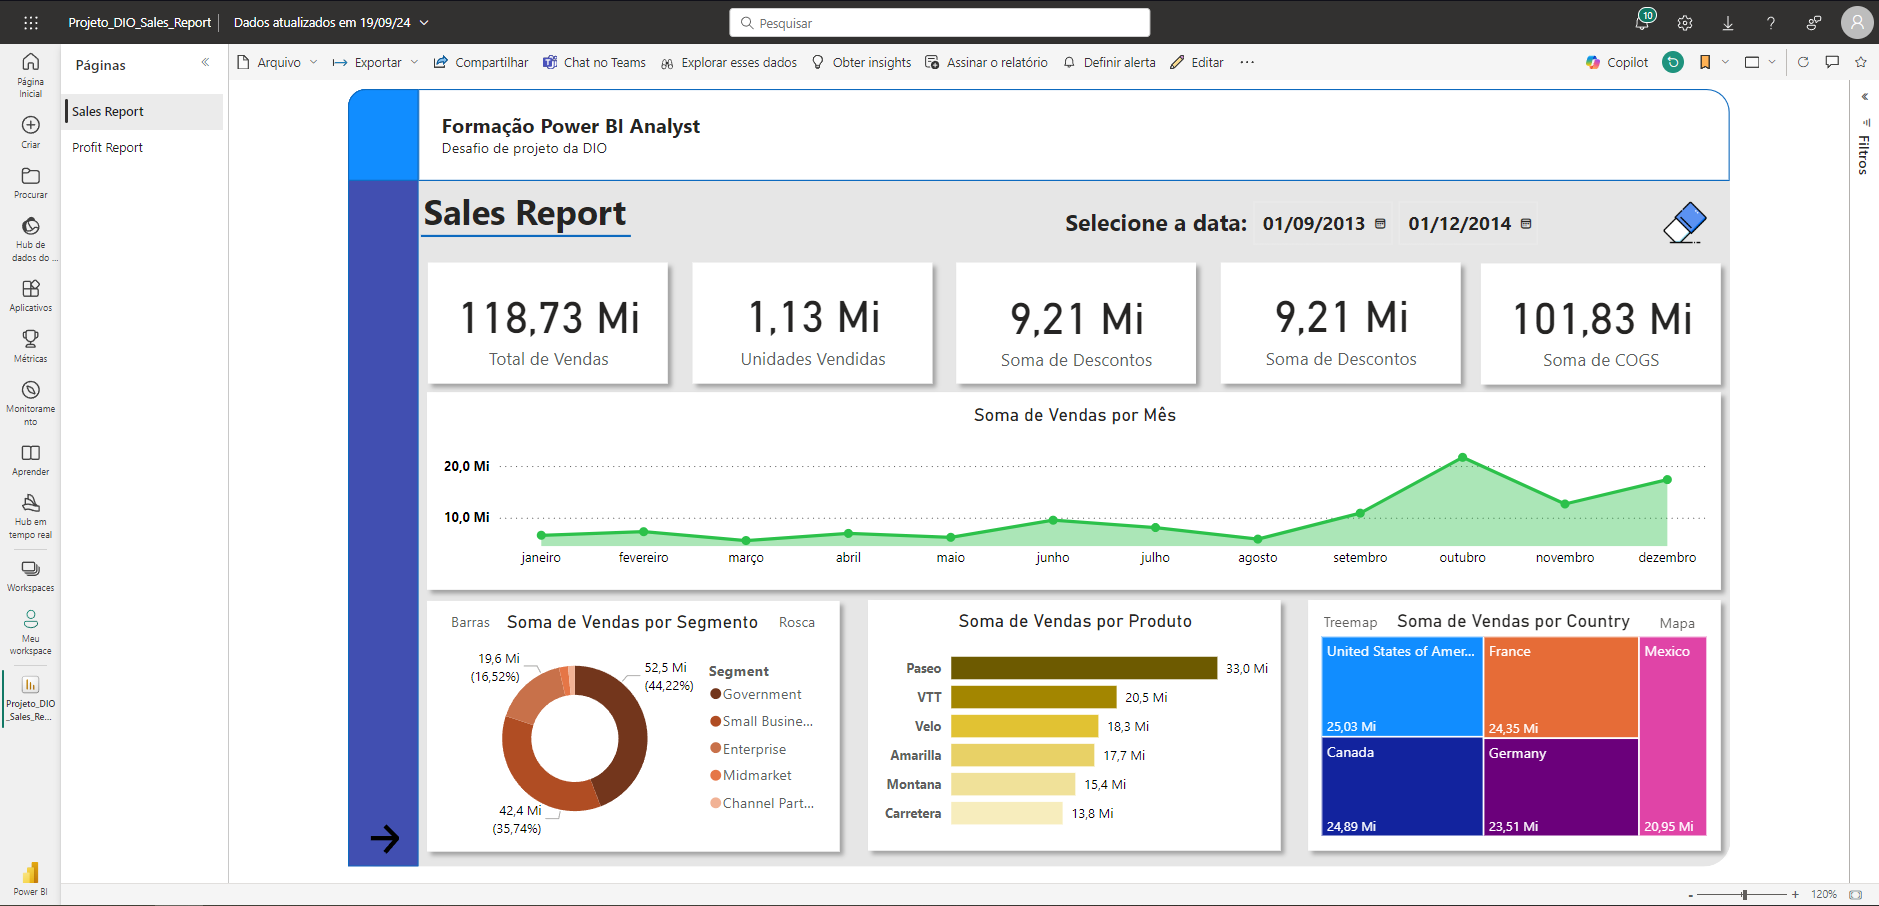 Projeto_DIO_Sales_Report
Dados atualizados em 19/09/24
Pesquisar
10
Página
Inicial
Criar
Procurar
Hub de
dados do ...
Aplicativos
Métricas
Monitorame
nto
Aprender
Hub em
tempo real
Workspaces
Meu
workspace
Projeto_DIO
_Sales_Re...
Power BI
Páginas
Sales Report
Profit Report
Arquivo
Exportar
Compartilhar
Chat no Teams
Explorar esses dados
Obter insights
Assinar o relatório
Definir alerta
Editar
Copilot
Filtros
Formação Power BI Analyst
Desafio de projeto da DIO
Sales Report
Selecione a data:
01/09/2013
01/12/2014
118,73 Mi
Total de Vendas
1,13 Mi
Unidades Vendidas
9,21 Mi
Soma de Descontos
9,21 Mi
Soma de Descontos
101,83 Mi
Soma de COGS
Soma de Vendas por Mês
20,0 Mi
10,0 Mi
janeiro
fevereiro
março
abril
maio
junho
julho
agosto
setembro
outubro
novembro
dezembro
Barras
Soma de Vendas por Segmento
Rosca
19,6 Mi
(16,52%)
52,5 Mi
(44,22%)
42,4 Mi
(35,74%)
Segment
Government
Small Busine...
Enterprise
Midmarket
Channel Part...
Soma de Vendas por Produto
Paseo
33,0 Mi
VTT
20,5 Mi
Velo
18,3 Mi
Amarilla
17,7 Mi
Montana
15,4 Mi
Carretera
13,8 Mi
Treemap
Soma de Vendas por Country
Mapa
United States of Amer...
25,03 Mi
France
24,35 Mi
Mexico
20,95 Mi
Canada
24,89 Mi
Germany
23,51 Mi
120%